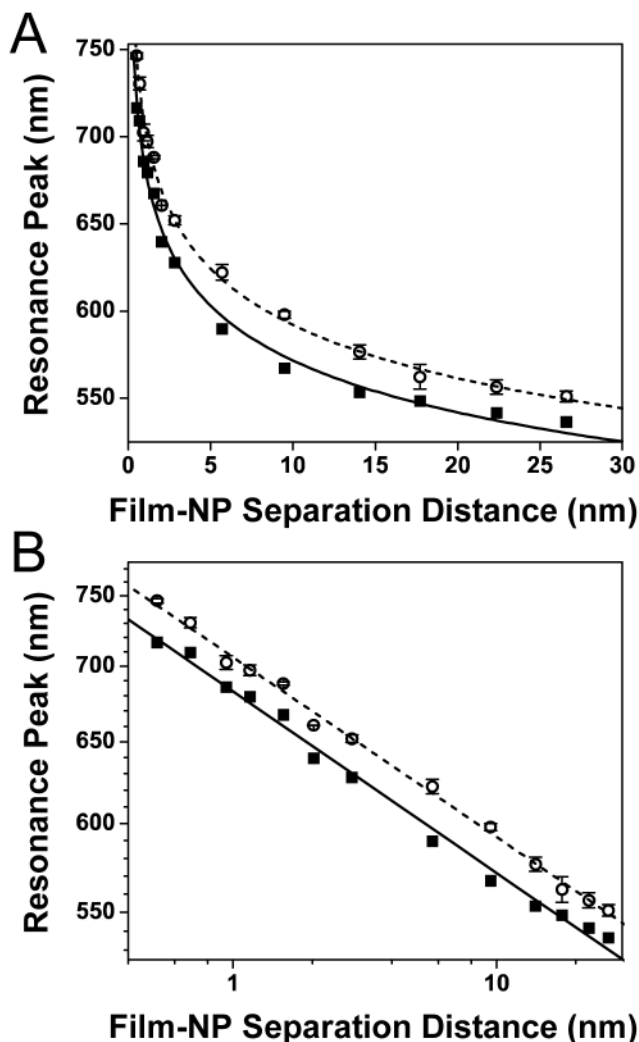 A
Resonance Peak (nm)
750
700
650
600
550
0 5 10 15 20 25 30
Film-NP Separation Distance (nm)
B
Resonance Peak (nm)
750
700
650
600
550
1 10
Film-NP Separation Distance (nm)